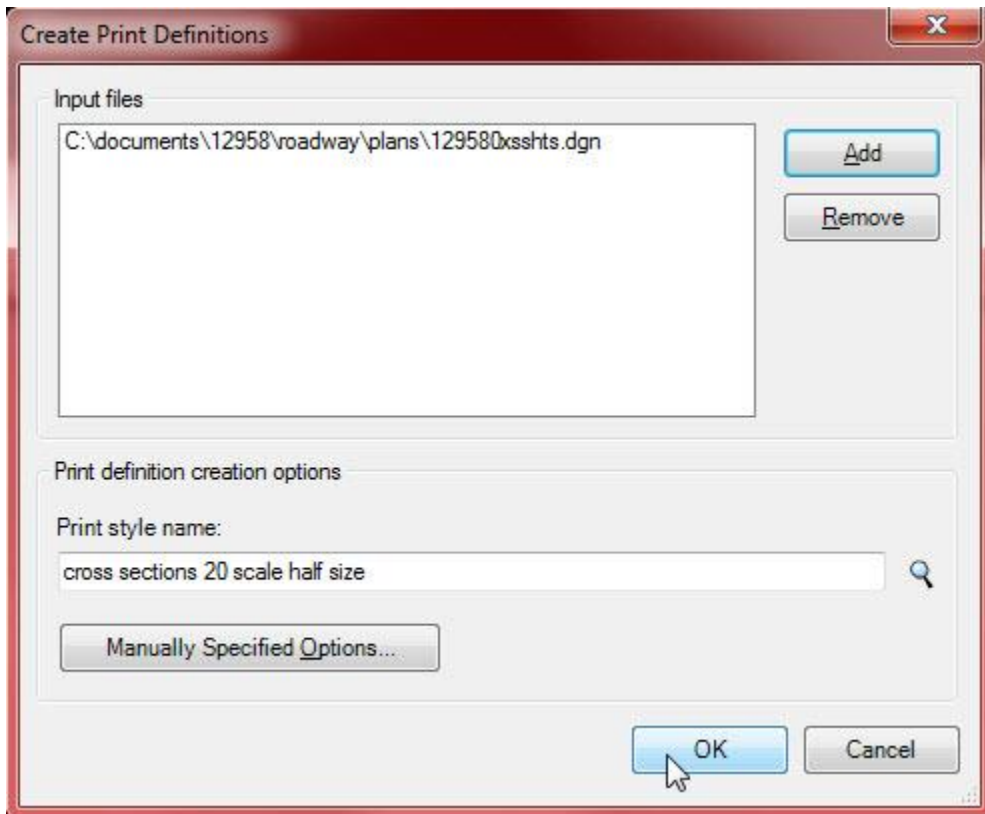 Create Print Definitions
Input files
C:\documents\12958\roadway\plans\129580xsshts.dgn
Add
Remove
Print definition creation options
Print style name:
cross sections 20 scale half size
Manually Specified Options...
OK
Cancel